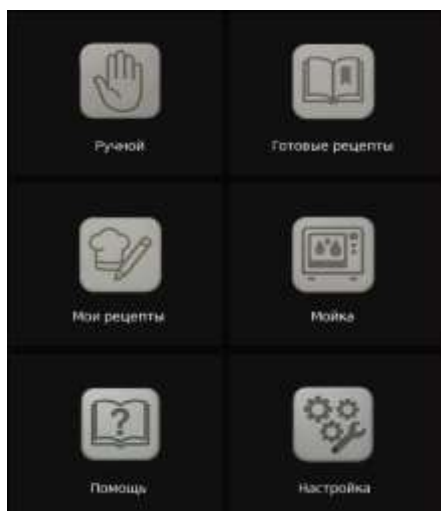 Ручной
Готовые рецепты
Мои рецепты
Мойка
Помощь
Настройка